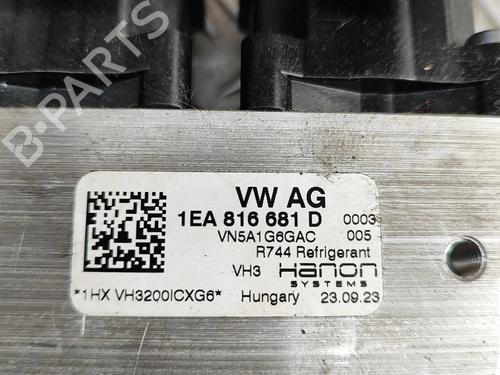 VW AG
1EA 816 681 D 0003
VN5A1G6GAC 005
R744 Refrigerant
VH3 Hanon
SYSTEMS
*1HX VH3200ICXG6* Hungary 23.09.23
B-PARTS